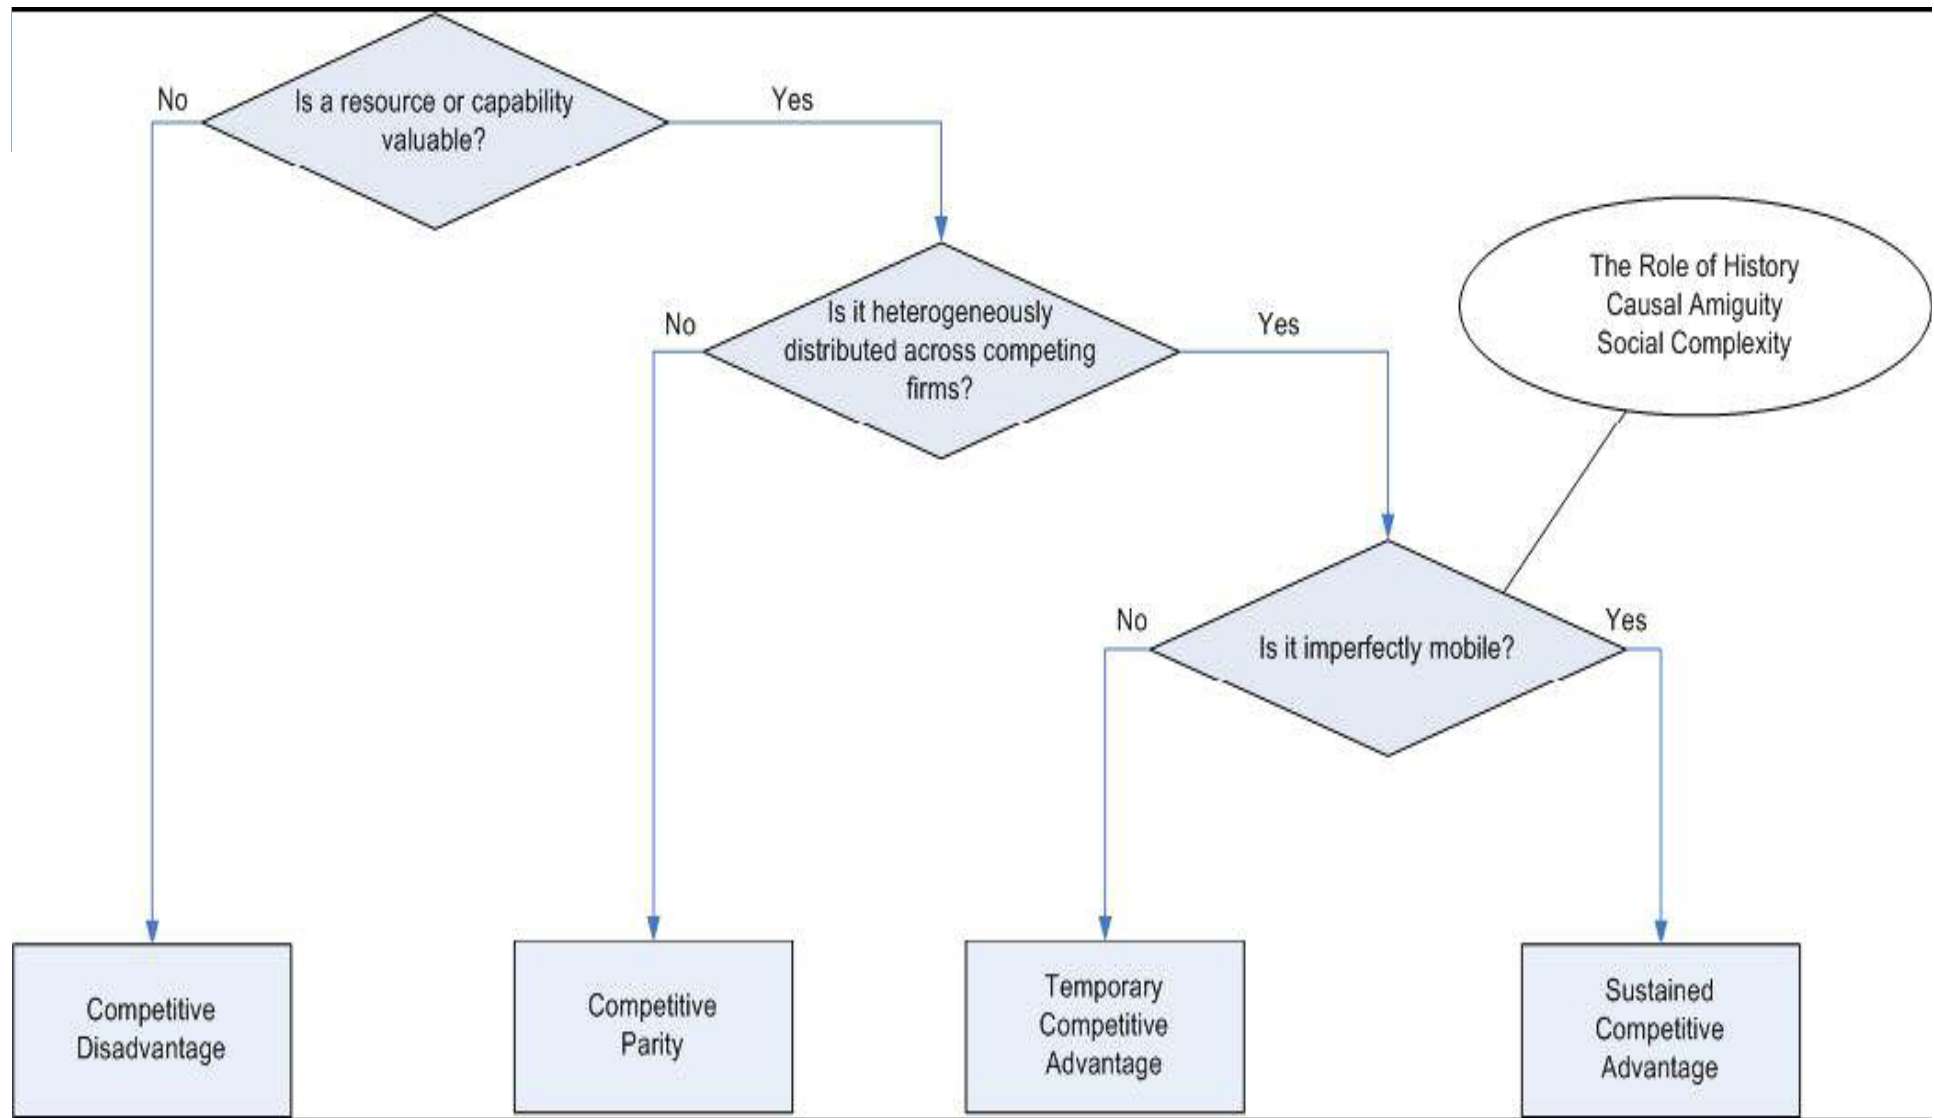 No
Is a resource or capability
valuable?
Yes
No
Is it heterogeneously
distributed across competing
firms?
Yes
The Role of History
Causal Amiguity
Social Complexity
No
Is it imperfectly mobile?
Yes
Competitive
Disadvantage
Competitive
Parity
Temporary
Competitive
Advantage
Sustained
Competitive
Advantage